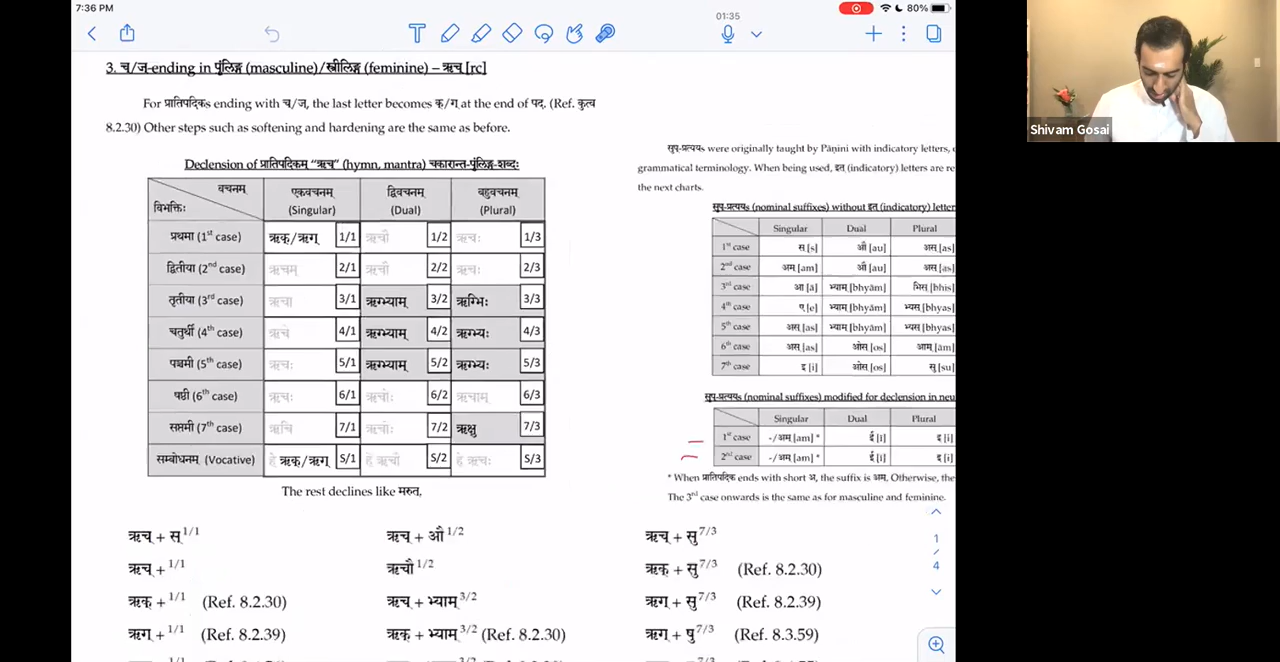 7:36 PM
01:35
80%
3. च्/ज्-ending in पुंलिङ्ग (masculine)/स्त्रीलिङ्ग (feminine) – ऋच् [rc]
For प्रातिपदिकs ending with च्/ज्, the last letter becomes क्/ग् at the end of पद. (Ref. कुत्व
8.2.30) Other steps such as softening and hardening are the same as before.
Declension of प्रातिपदिकम् “ऋच्” (hymn, mantra) चकारान्त-पुंलिङ्ग-शब्दः
वचनम्
विभक्तिः
एकवचनम् (Singular) द्विवचनम् (Dual) बहुवचनम् (Plural)
प्रथमा (1st case) ऋक्/ऋग् 1/1 ऋचौ 1/2 ऋचः 1/3
द्वितीया (2nd case) ऋचम् 2/1 ऋचौ 2/2 ऋचः 2/3
तृतीया (3rd case) ऋचा 3/1 ऋग्भ्याम् 3/2 ऋग्भिः 3/3
चतुर्थी (4th case) ऋचे 4/1 ऋग्भ्याम् 4/2 ऋग्भ्यः 4/3
पञ्चमी (5th case) ऋचः 5/1 ऋग्भ्याम् 5/2 ऋग्भ्यः 5/3
षष्ठी (6th case) ऋचः 6/1 ऋचोः 6/2 ऋचाम् 6/3
सप्तमी (7th case) ऋचि 7/1 ऋचोः 7/2 ऋक्षु 7/3
सम्बोधनम् (Vocative) हे ऋक्/ऋग् S/1 हे ऋचौ S/2 हे ऋचः S/3
The rest declines like मरुत्.
ऋच् + स् 1/1 ऋच् + औ 1/2 ऋच् + सु 7/3
ऋच् + 1/1 ऋचौ 1/2 ऋक् + सु 7/3 (Ref. 8.2.30)
ऋक् + 1/1 (Ref. 8.2.30) ऋच् + भ्याम् 3/2 ऋग् + सु 7/3 (Ref. 8.2.39)
ऋग् + 1/1 (Ref. 8.2.39) ऋक् + भ्याम् 3/2 (Ref. 8.2.30) ऋग् + षु 7/3 (Ref. 8.3.59)
सुप्-प्रत्ययs were originally taught by Pāṇini with indicatory letters,
grammatical terminology. When being used, इत् (indicatory) letters are re
the next charts.
सुप्-प्रत्ययs (nominal suffixes) without इत् (indicatory) letter
Singular Dual Plural
1st case स् [s] औ [au] अस् [as]
2nd case अम् [am] औ [au] अस् [as]
3rd case आ [ā] भ्याम् [bhyām] भिस् [bhis]
4th case ए [e] भ्याम् [bhyām] भ्यस् [bhyas]
5th case अस् [as] भ्याम् [bhyām] भ्यस् [bhyas]
6th case अस् [as] ओस् [os] आम् [ām]
7th case इ [i] ओस् [os] सु [su]
सुप्-प्रत्ययs (nominal suffixes) modified for declension in neu
Singular Dual Plural
1st case -/अम् [am] * ई [ī] इ [i]
2nd case -/अम् [am] * ई [ī] इ [i]
* When प्रातिपदिक ends with short अ, the suffix is अम्. Otherwise, the
The 3rd case onwards is the same as for masculine and feminine.
1
/
4
Shivam Gosai